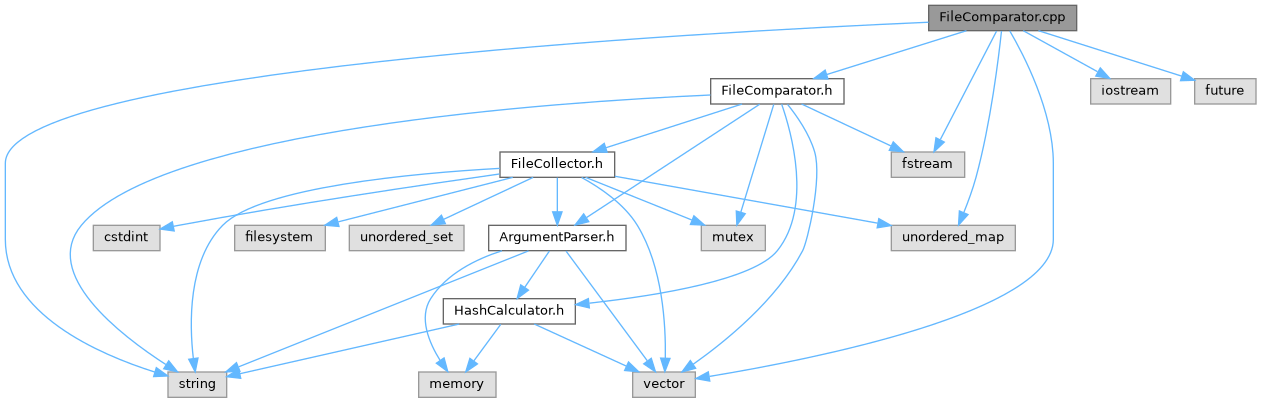 FileComparator.cpp
FileComparator.h
iostream
future
FileCollector.h
fstream
cstdint
filesystem
unordered_set
ArgumentParser.h
mutex
unordered_map
HashCalculator.h
string
memory
vector